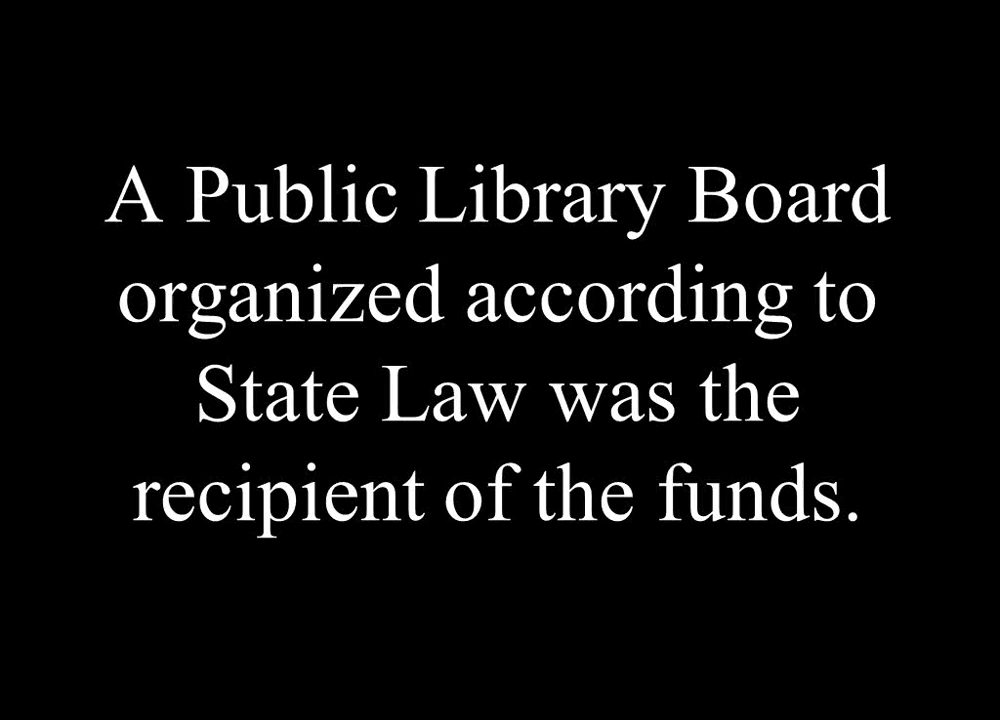 A Public Library Board
organized according to
State Law was the
recipient of the funds.